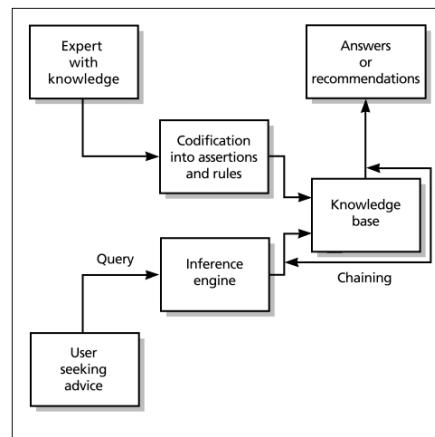 Expert
with
knowledge
Answers
or
recommendations
Codification
into assertions
and rules
Knowledge
base
Query
Inference
engine
Chaining
User
seeking
advice